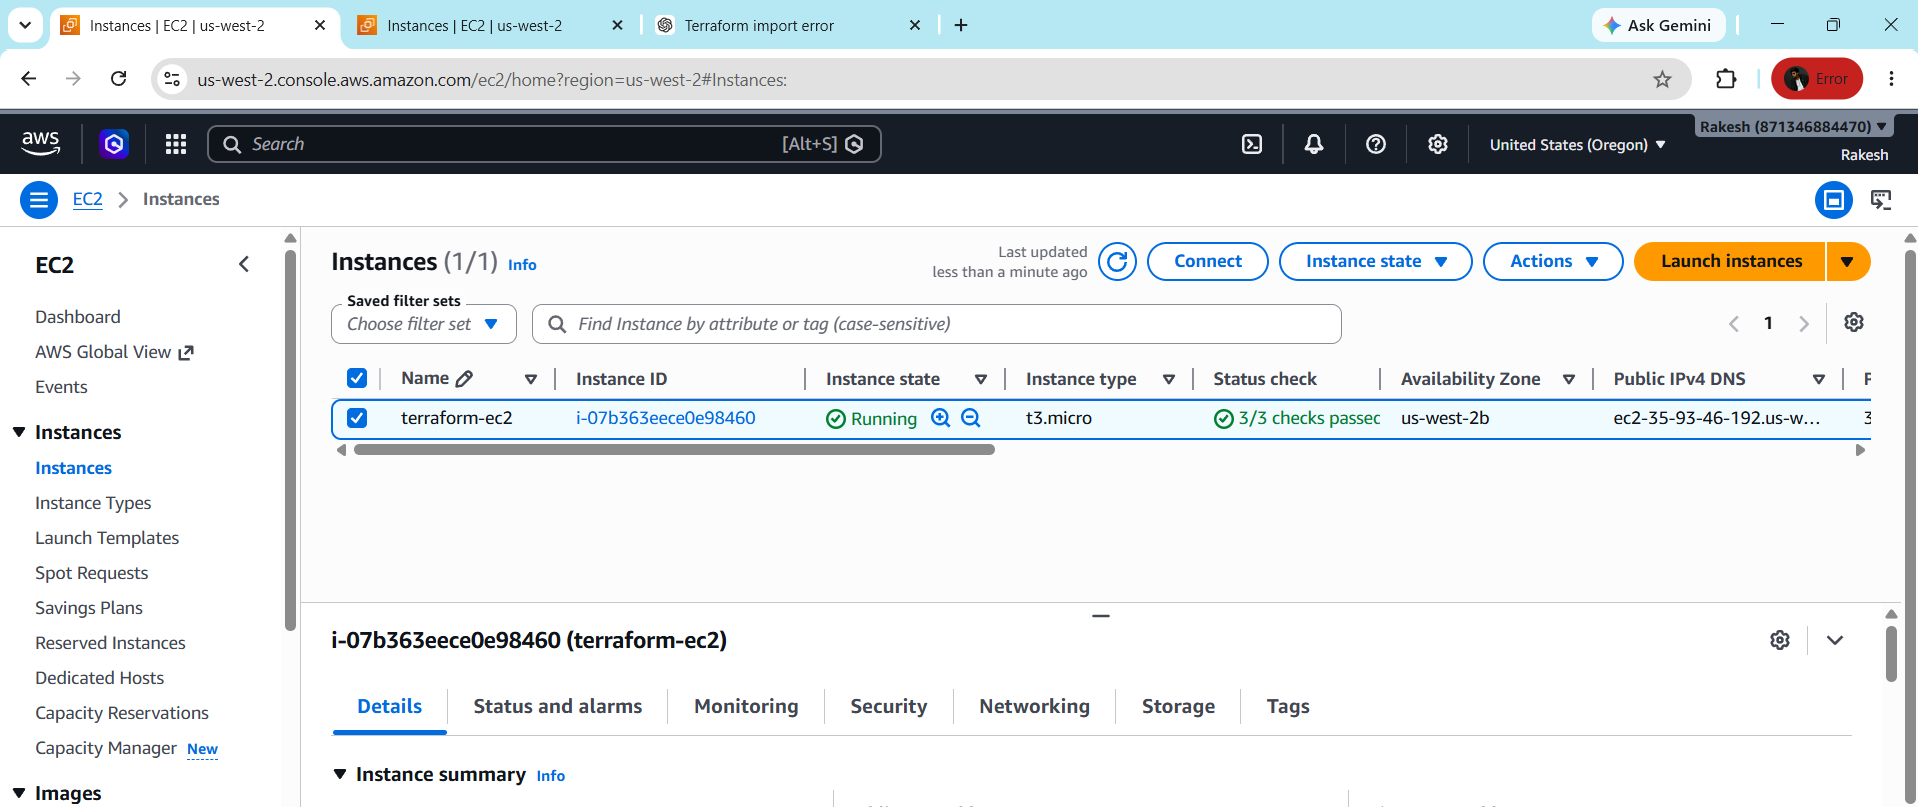 Instances | EC2 | us-west-2
Instances | EC2 | us-west-2
Terraform import error
Ask Gemini
us-west-2.console.aws.amazon.com/ec2/home?region=us-west-2#Instances:
Error
aws
Search
[Alt+S]
United States (Oregon)
Rakesh (871346884470)
Rakesh
EC2
Instances
EC2
Dashboard
AWS Global View
Events
Instances
Instances
Instance Types
Launch Templates
Spot Requests
Savings Plans
Reserved Instances
Dedicated Hosts
Capacity Reservations
Capacity Manager New
Images
Instances (1/1) Info
Last updated
less than a minute ago
Connect
Instance state
Actions
Launch instances
Saved filter sets
Choose filter set
Find Instance by attribute or tag (case-sensitive)
1
Name Instance ID Instance state Instance type Status check Availability Zone Public IPv4 DNS
terraform-ec2 i-07b363eece0e98460 Running t3.micro 3/3 checks passed us-west-2b ec2-35-93-46-192.us-w...
i-07b363eece0e98460 (terraform-ec2)
Details Status and alarms Monitoring Security Networking Storage Tags
Instance summary Info